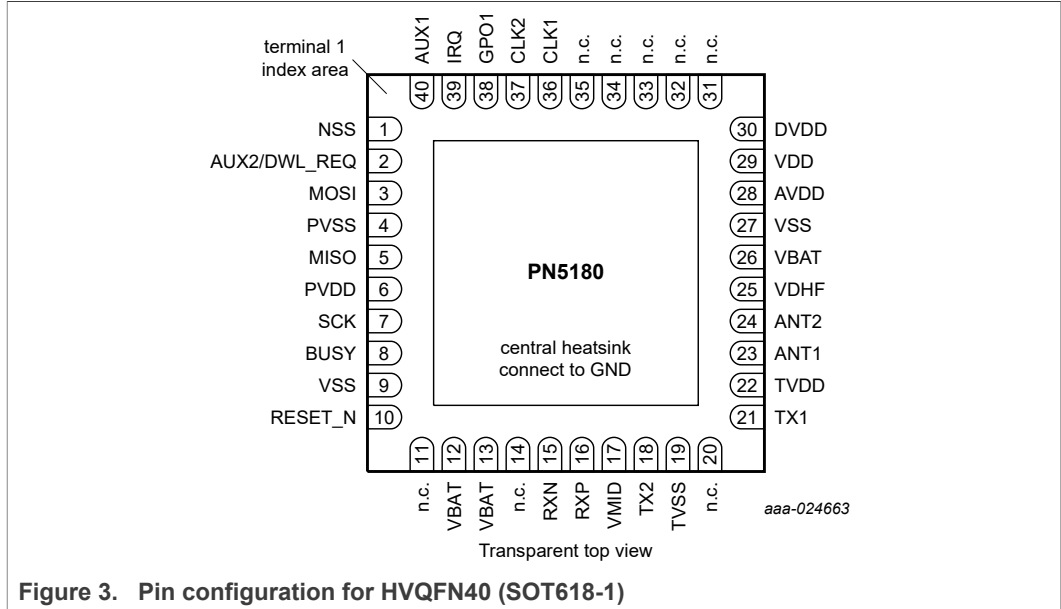 terminal 1
index area
AUX1
IRQ
GPO1
CLK2
CLK1
n.c.
n.c.
n.c.
n.c.
n.c.
40
39
38
37
36
35
34
33
32
31
NSS 1
AUX2/DWL_REQ 2
MOSI 3
PVSS 4
MISO 5
PVDD 6
SCK 7
BUSY 8
VSS 9
RESET_N 10
PN5180
central heatsink
connect to GND
30 DVDD
29 VDD
28 AVDD
27 VSS
26 VBAT
25 VDHF
24 ANT2
23 ANT1
22 TVDD
21 TX1
11
12
13
14
15
16
17
18
19
20
n.c.
VBAT
VBAT
n.c.
RXN
RXP
VMID
TX2
TVSS
n.c.
aaa-024663
Transparent top view
Figure 3. Pin configuration for HVQFN40 (SOT618-1)